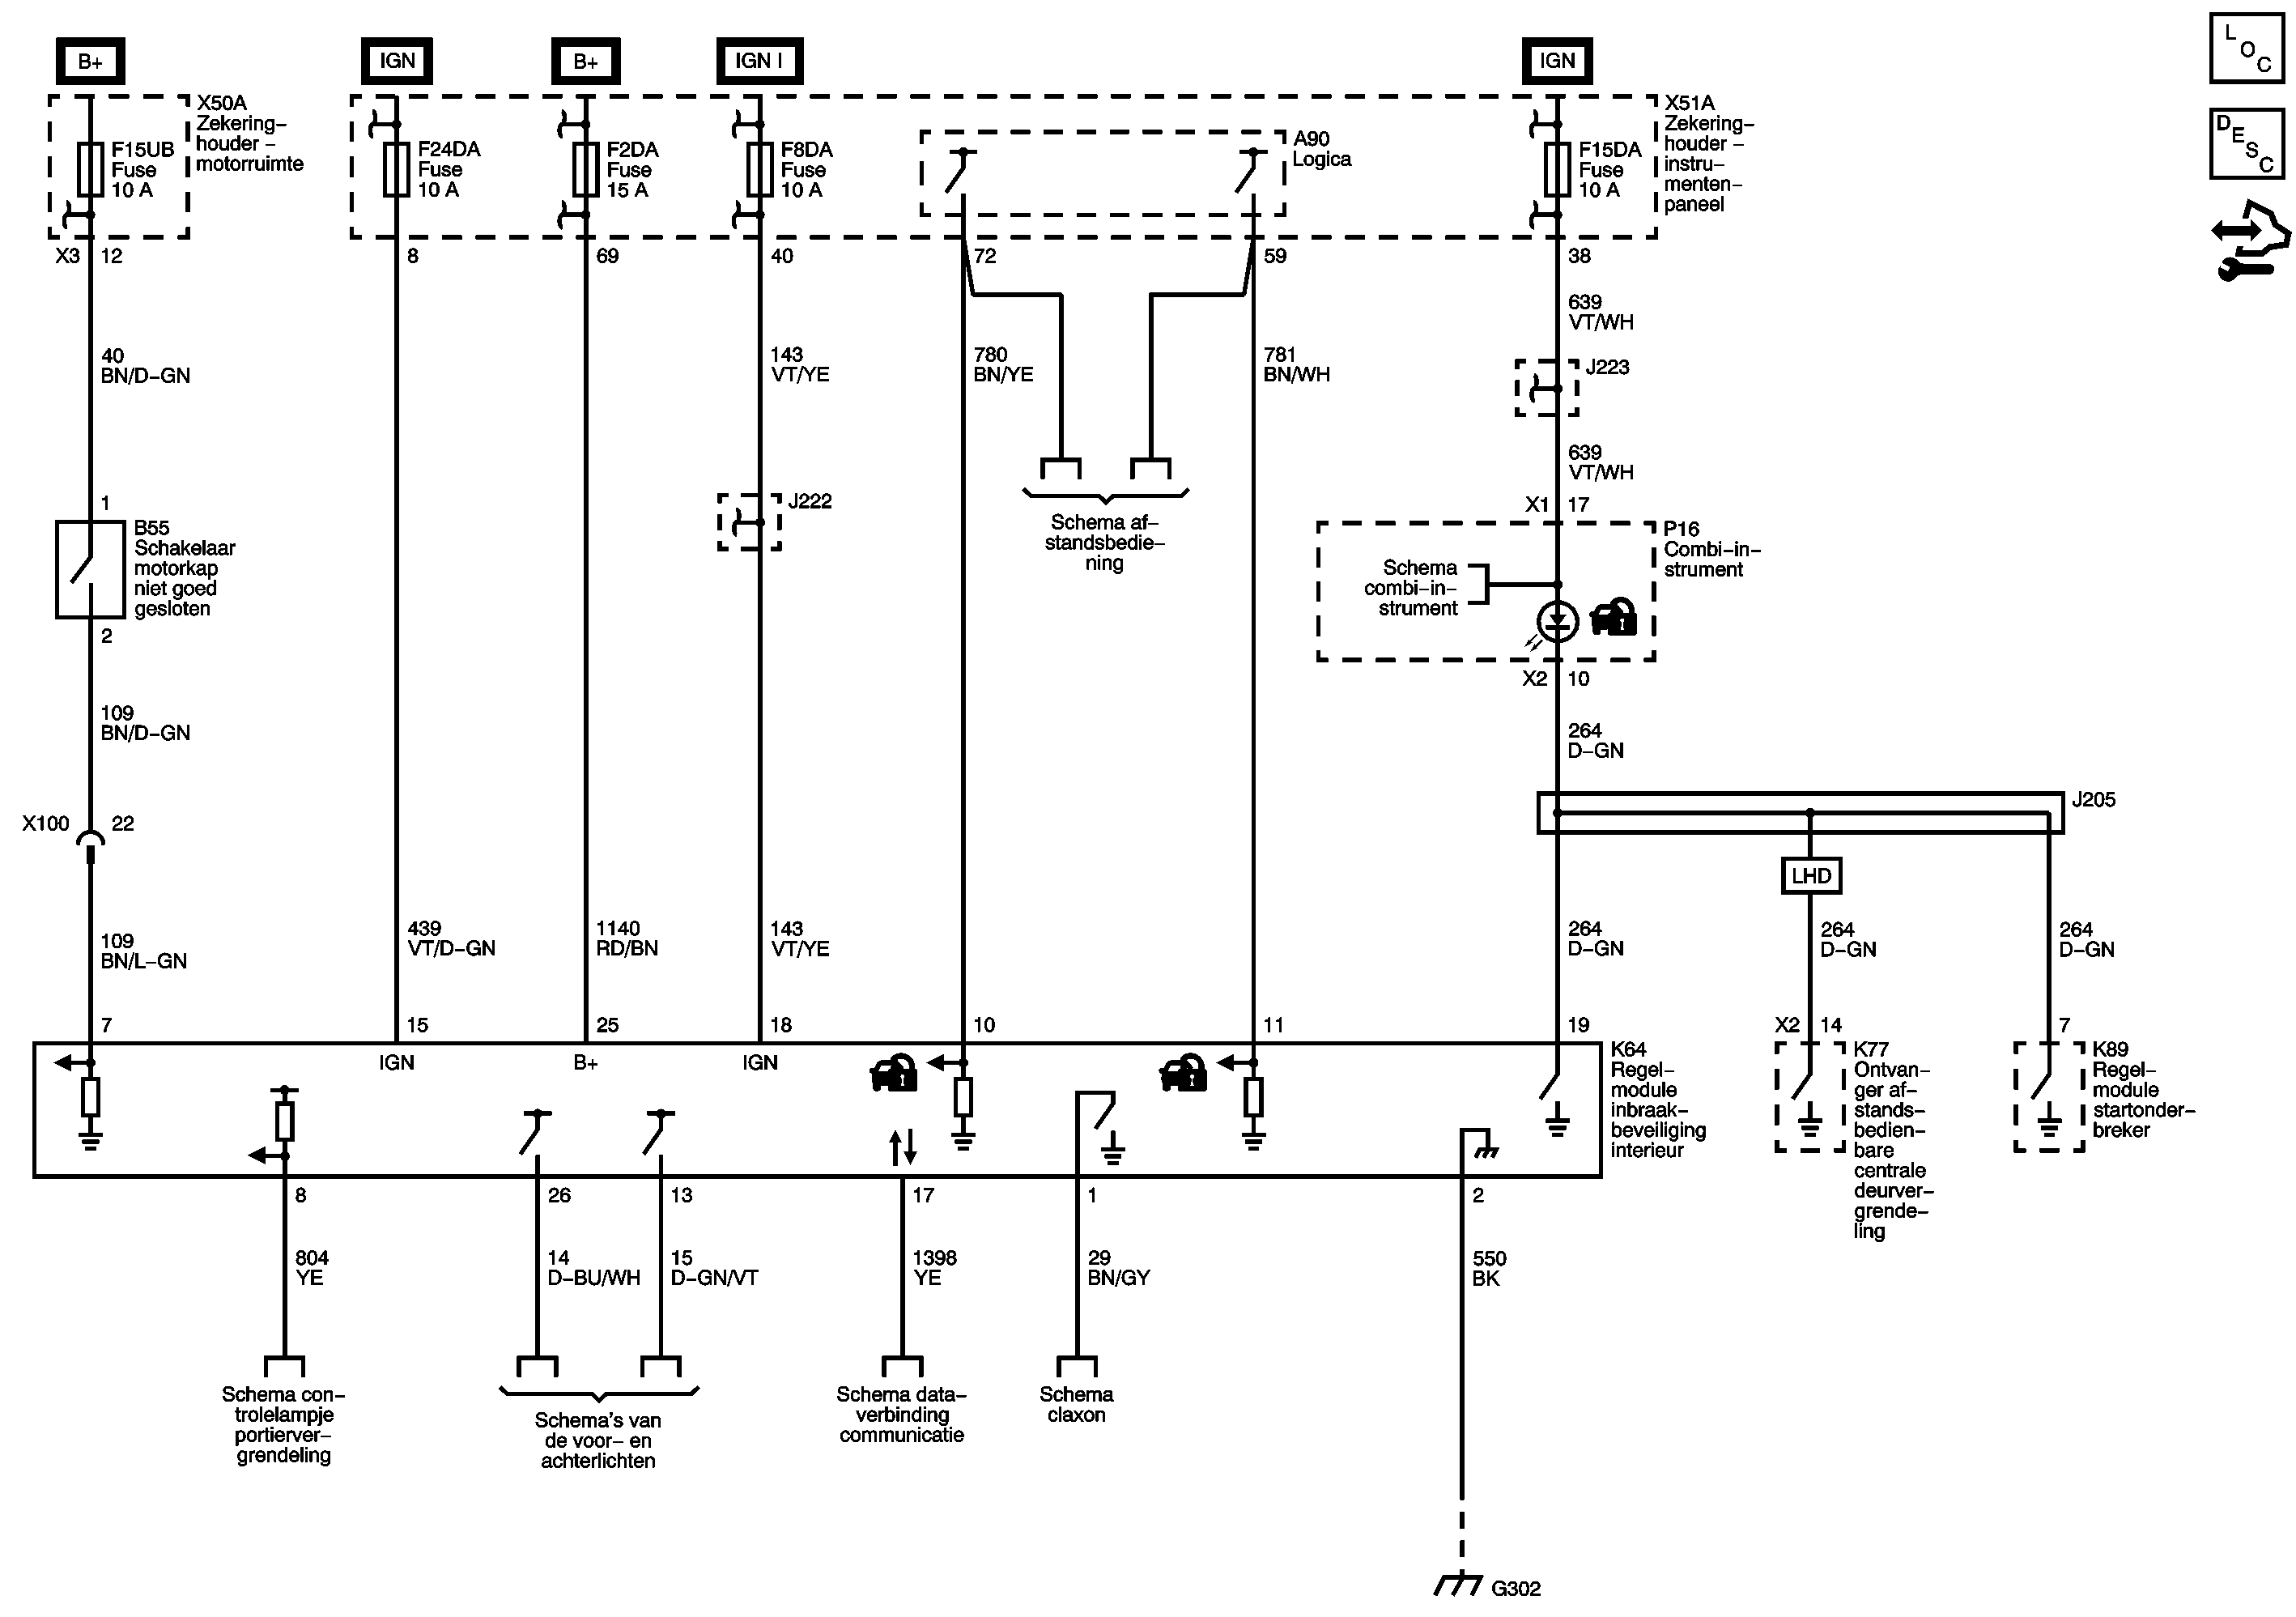 B+
IGN
B+
IGN I
IGN
L
O
C
D
E
S
C
X50A
Zekering–
houder –
motorruimte
F15UB
Fuse
10 A
F24DA
Fuse
10 A
F2DA
Fuse
15 A
F8DA
Fuse
10 A
A90
Logica
F15DA
Fuse
10 A
X51A
Zekering–
houder –
instru–
menten–
paneel
X3 12
8
69
40
72
59
38
639
VT/WH
40
BN/D–GN
143
VT/YE
780
BN/YE
781
BN/WH
J223
639
VT/WH
1
B55
Schakelaar
motorkap
niet goed
gesloten
2
J222
Schema af–
standsbedie–
ning
X1 17
P16
Combi–in–
strument
Schema
combi–in–
strument
X2 10
109
BN/D–GN
264
D–GN
J205
X100 22
LHD
109
BN/L–GN
439
VT/D–GN
1140
RD/BN
143
VT/YE
264
D–GN
264
D–GN
264
D–GN
7
15
25
18
10
11
19
X2 14
7
IGN
B+
IGN
K64
Regel–
module
inbraak–
beveiliging
interieur
K77
Ontvan–
ger af–
stands–
bedien–
bare
centrale
deurver–
grende–
ling
K89
Regel–
module
startonder–
breker
8
26
13
17
1
2
804
YE
14
D–BU/WH
15
D–GN/VT
1398
YE
29
BN/GY
550
BK
Schema con–
trolelampje
portierver–
grendeling
Schema's van
de voor– en
achterlichten
Schema data–
verbinding
communicatie
Schema
claxon
G302